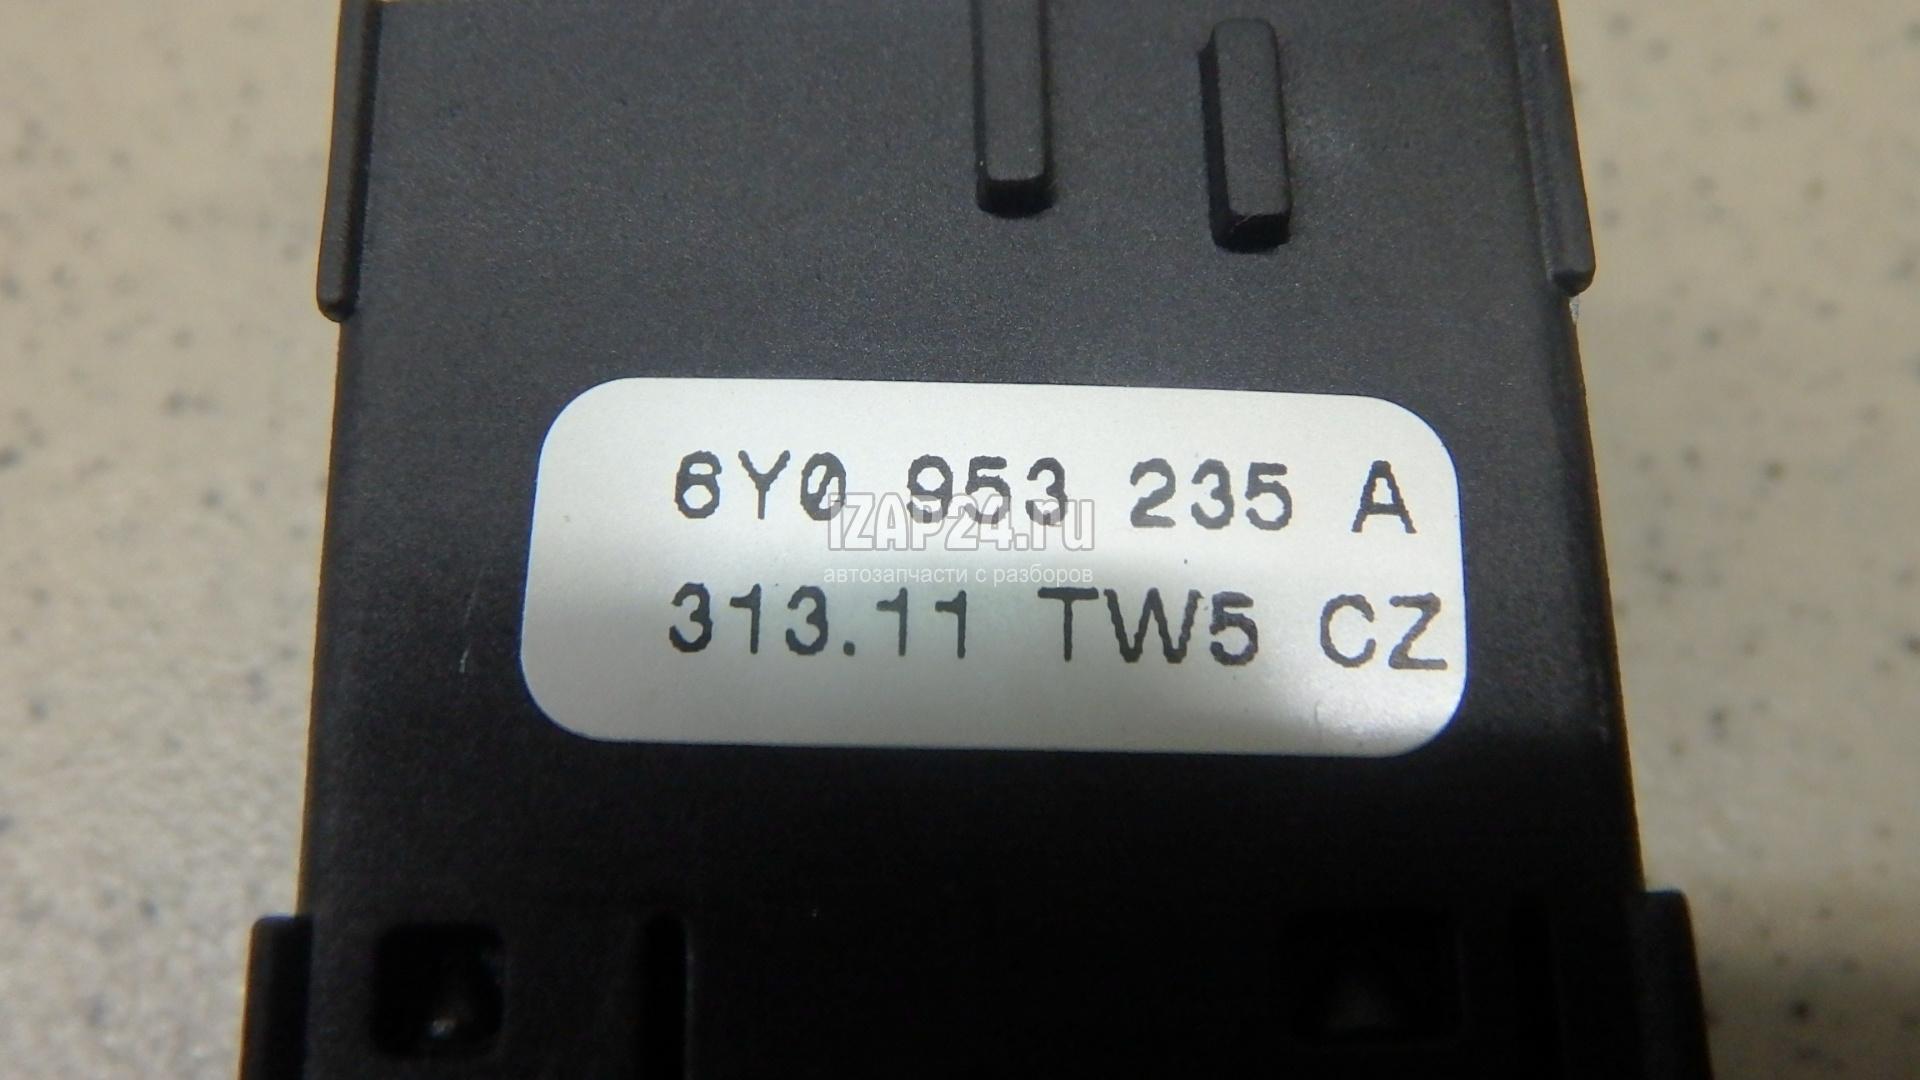 6Y0 953 235 A
iZAP24.ru
автозапчасти с разборов
313.11 TW5 CZ